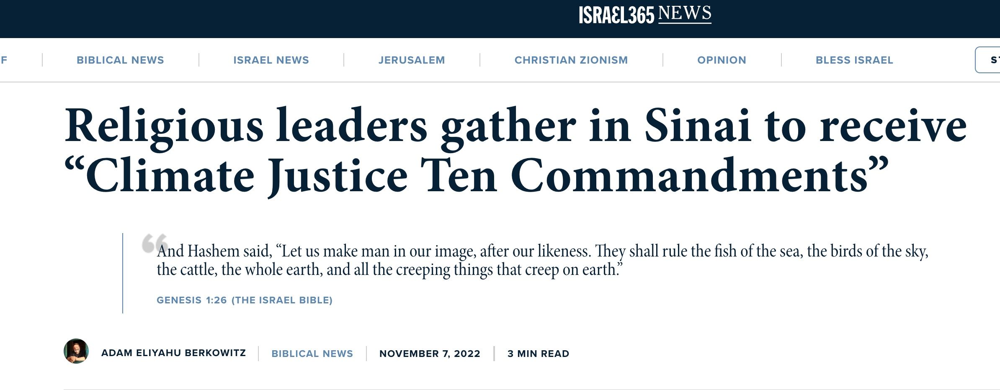 ISRAEL365 NEWS
F | BIBLICAL NEWS | ISRAEL NEWS | JERUSALEM | CHRISTIAN ZIONISM | OPINION | BLESS ISRAEL | ST
Religious leaders gather in Sinai to receive
“Climate Justice Ten Commandments”
And Hashem said, “Let us make man in our image, after our likeness. They shall rule the fish of the sea, the birds of the sky,
the cattle, the whole earth, and all the creeping things that creep on earth.”
GENESIS 1:26 (THE ISRAEL BIBLE)
ADAM ELIYAHU BERKOWITZ | BIBLICAL NEWS | NOVEMBER 7, 2022 | 3 MIN READ